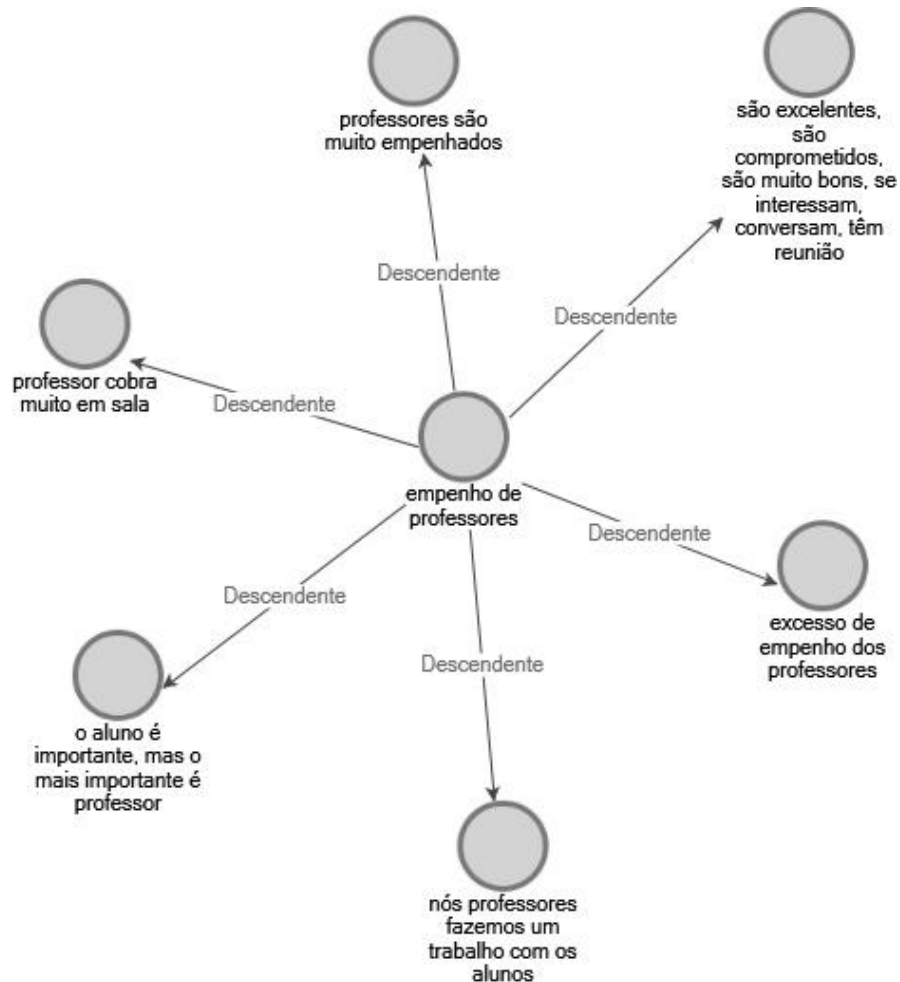 professores são
muito empenhados
são excelentes,
são
comprometidos,
são muito bons, se
interessam,
conversam, têm
reunião
Descendente
Descendente
professor cobra
muito em sala
Descendente
empenho de
professores
Descendente
excesso de
empenho dos
professores
Descendente
o aluno é
importante, mas o
mais importante é
professor
Descendente
nós professores
fazemos um
trabalho com os
alunos